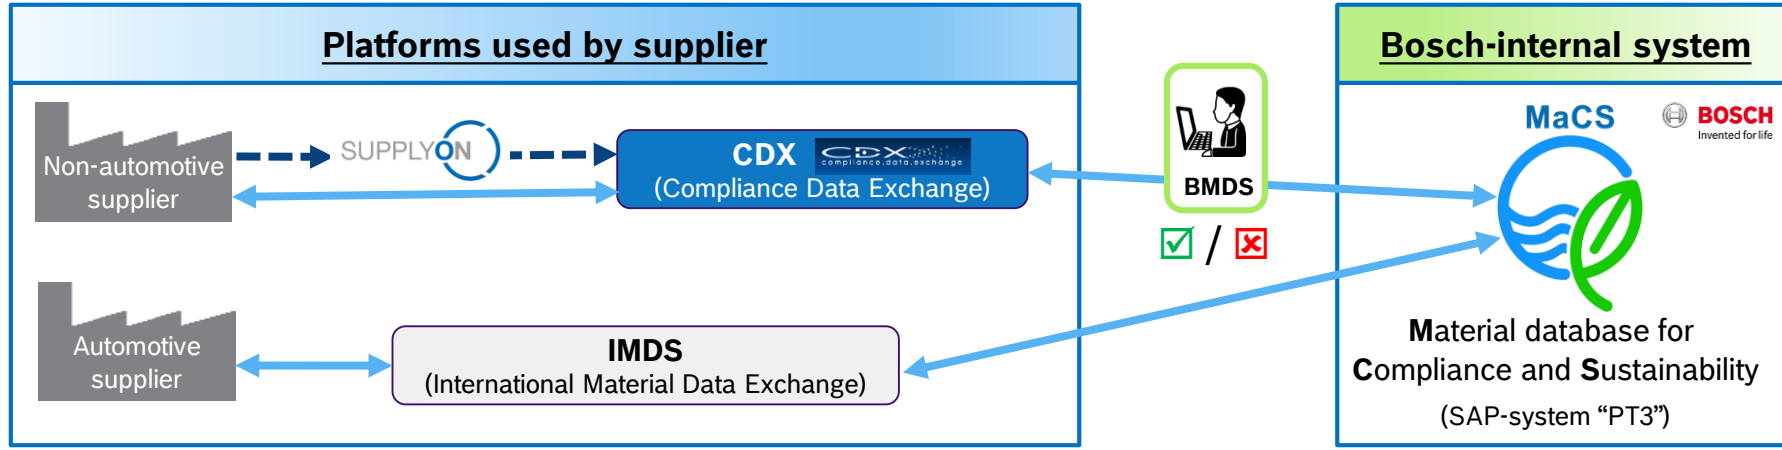 Platforms used by supplier
Non-automotive
supplier
SUPPLYON
CDX
CDX
compliance.data.exchange
(Compliance Data Exchange)
Automotive
supplier
IMDS
(International Material Data Exchange)
BMDS
/
Bosch-internal system
MaCS
BOSCH
Invented for life
Material database for
Compliance and Sustainability
(SAP-system “PT3”)